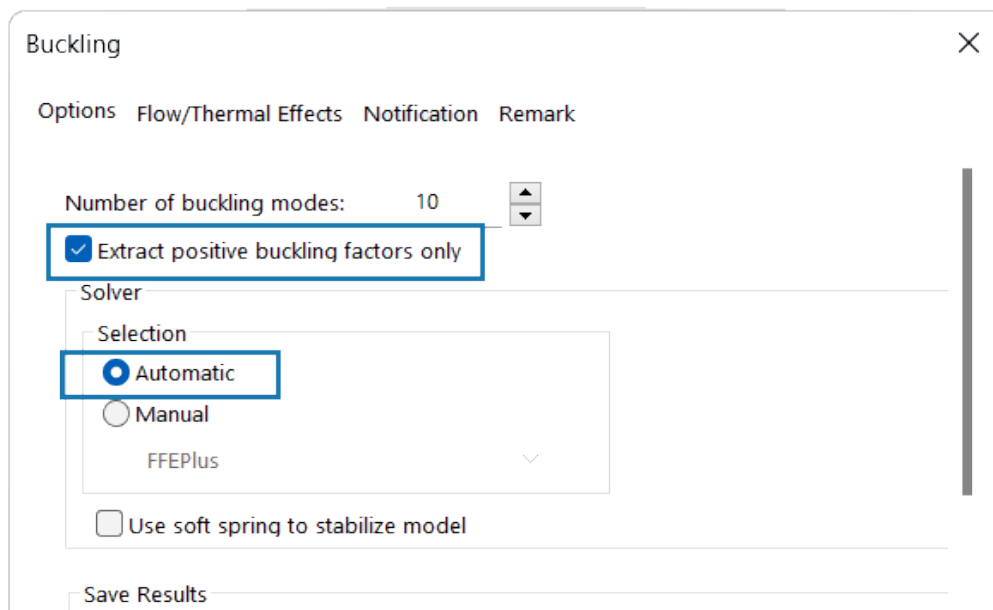 Buckling
Options Flow/Thermal Effects Notification Remark
Number of buckling modes: 10
Extract positive buckling factors only
Solver
Selection
Automatic
Manual
FFEPlus
Use soft spring to stabilize model
Save Results